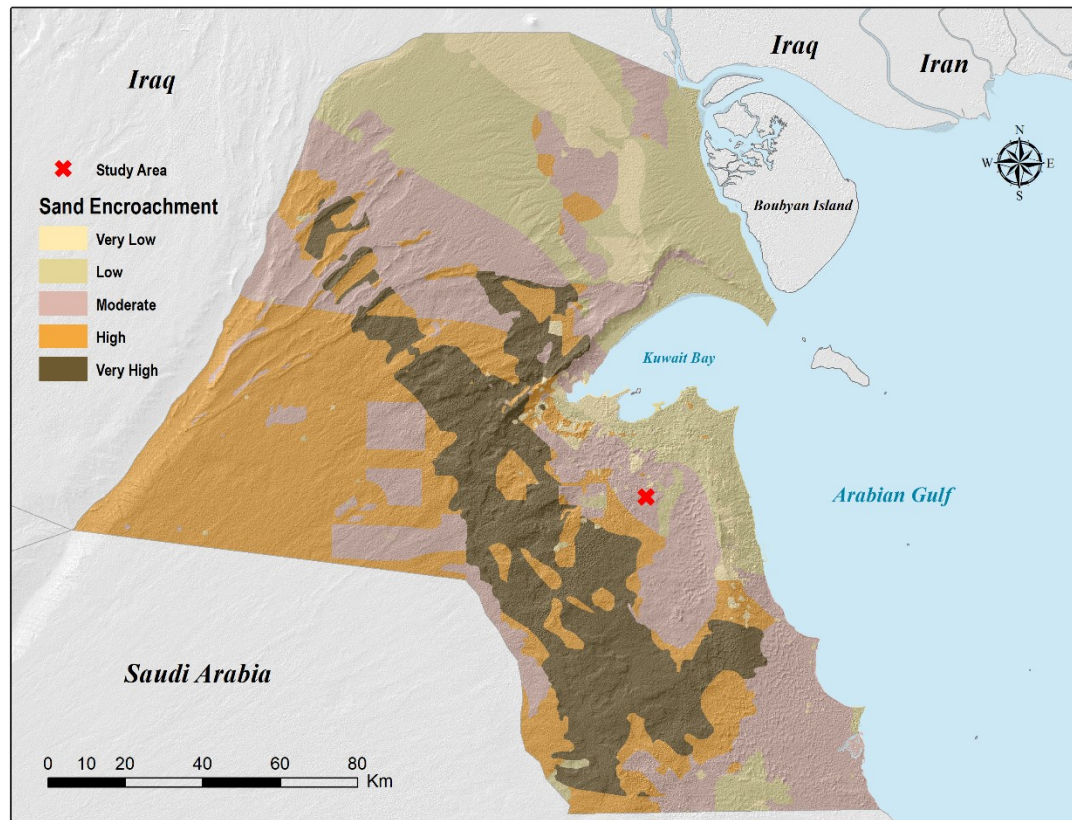 Iraq
Iraq
Iran
N
W E
S
Study Area
Sand Encroachment
Very Low
Low
Moderate
High
Very High
Boubyan Island
Kuwait Bay
Arabian Gulf
Saudi Arabia
0 10 20 40 60 80
Km